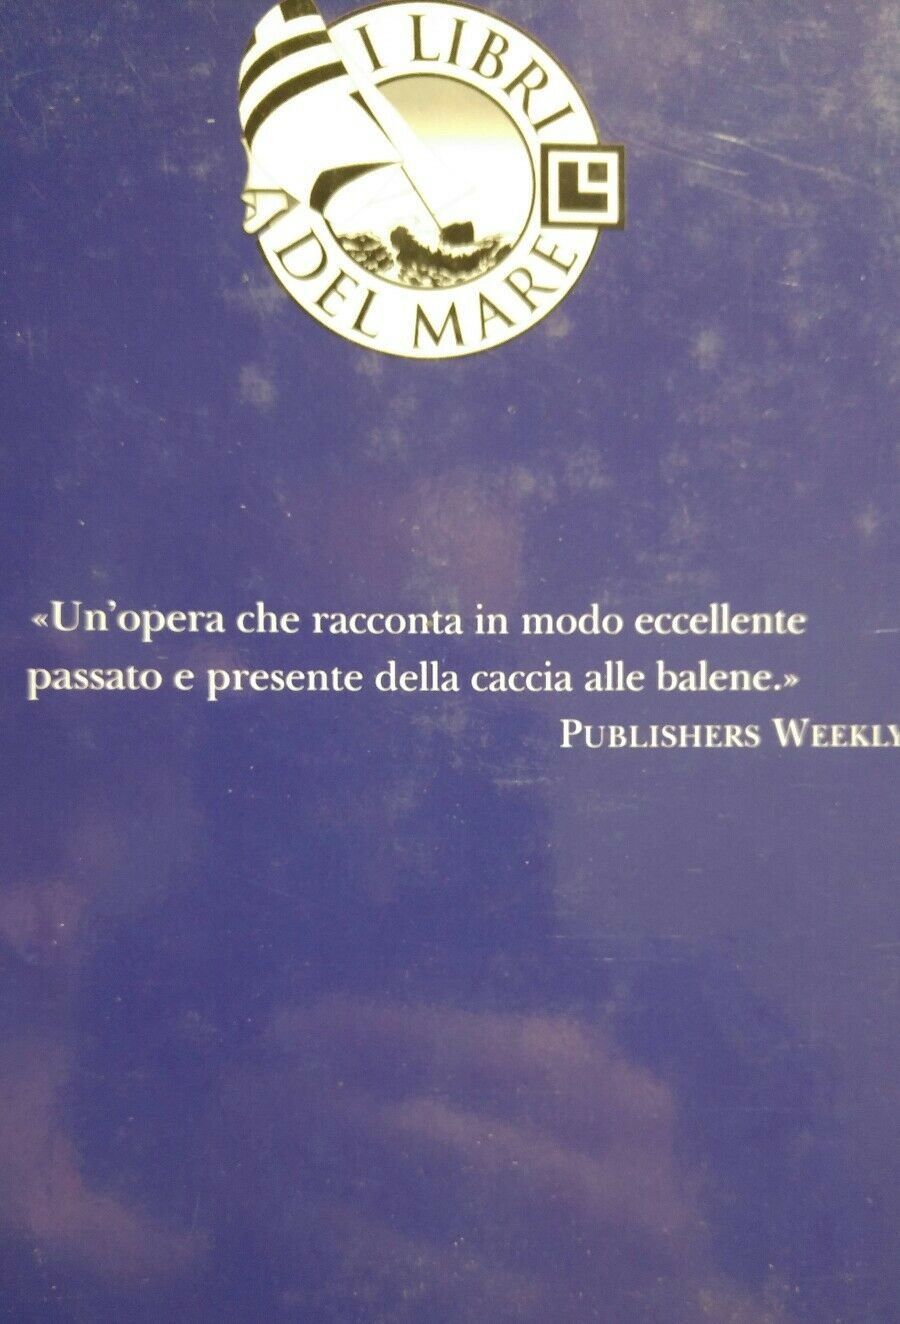 I LIBRI
DEL MARE
«Un'opera che racconta in modo eccellente
passato e presente della caccia alle balene.»
PUBLISHERS WEEKLY